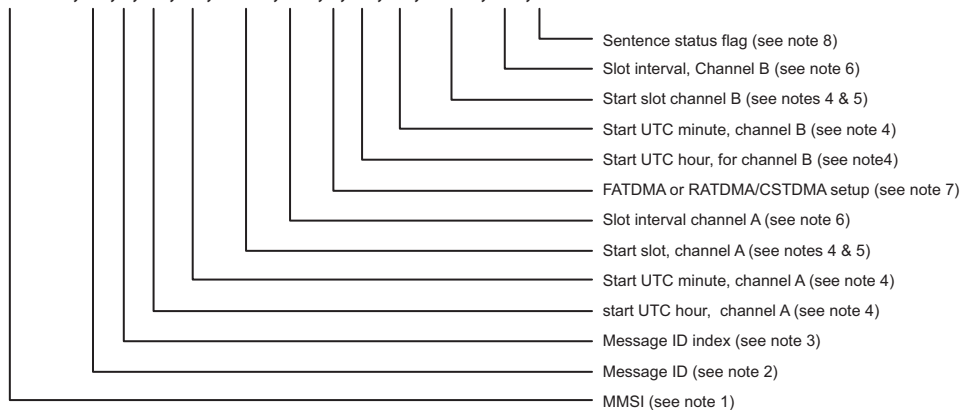 Sentence status flag (see note 8)
Slot interval, Channel B (see note 6)
Start slot channel B (see notes 4 & 5)
Start UTC minute, channel B (see note 4)
Start UTC hour, for channel B (see note4)
FATDMA or RATDMA/CSTDMA setup (see note 7)
Slot interval channel A (see note 6)
Start slot, channel A (see notes 4 & 5)
Start UTC minute, channel A (see note 4)
start UTC hour, channel A (see note 4)
Message ID index (see note 3)
Message ID (see note 2)
MMSI (see note 1)